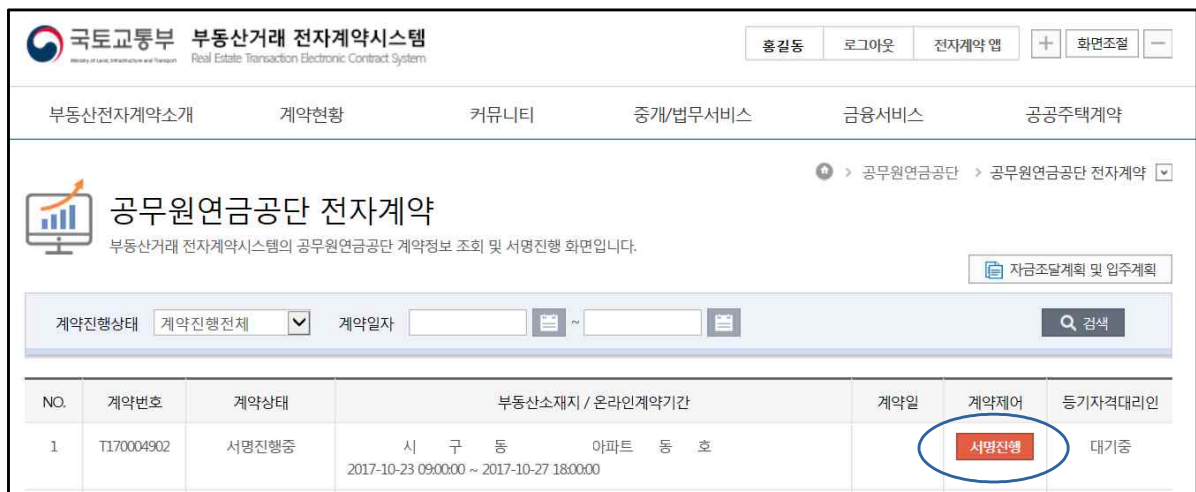 국토교통부 부동산거래 전자계약시스템
Ministry of Land, Infrastructure and Transport Real Estate Transaction Electronic Contract System
홍길동 로그아웃 전자계약 앱 + 화면조절 −
부동산전자계약소개 계약현황 커뮤니티 중개/법무서비스 금융서비스 공공주택계약
> 공무원연금공단 > 공무원연금공단 전자계약
공무원연금공단 전자계약
부동산거래 전자계약시스템의 공무원연금공단 계약정보 조회 및 서명진행 화면입니다.
자금조달계획 및 입주계획
계약진행상태 계약진행전체 계약일자 ~ 검색
NO. 계약번호 계약상태 부동산소재지 / 온라인계약기간 계약일 계약제어 등기자격대리인
1 T170004902 서명진행중 시 구 동 아파트 동 호 서명진행 대기중
2017-10-23 09:00:00 ~ 2017-10-27 18:00:00